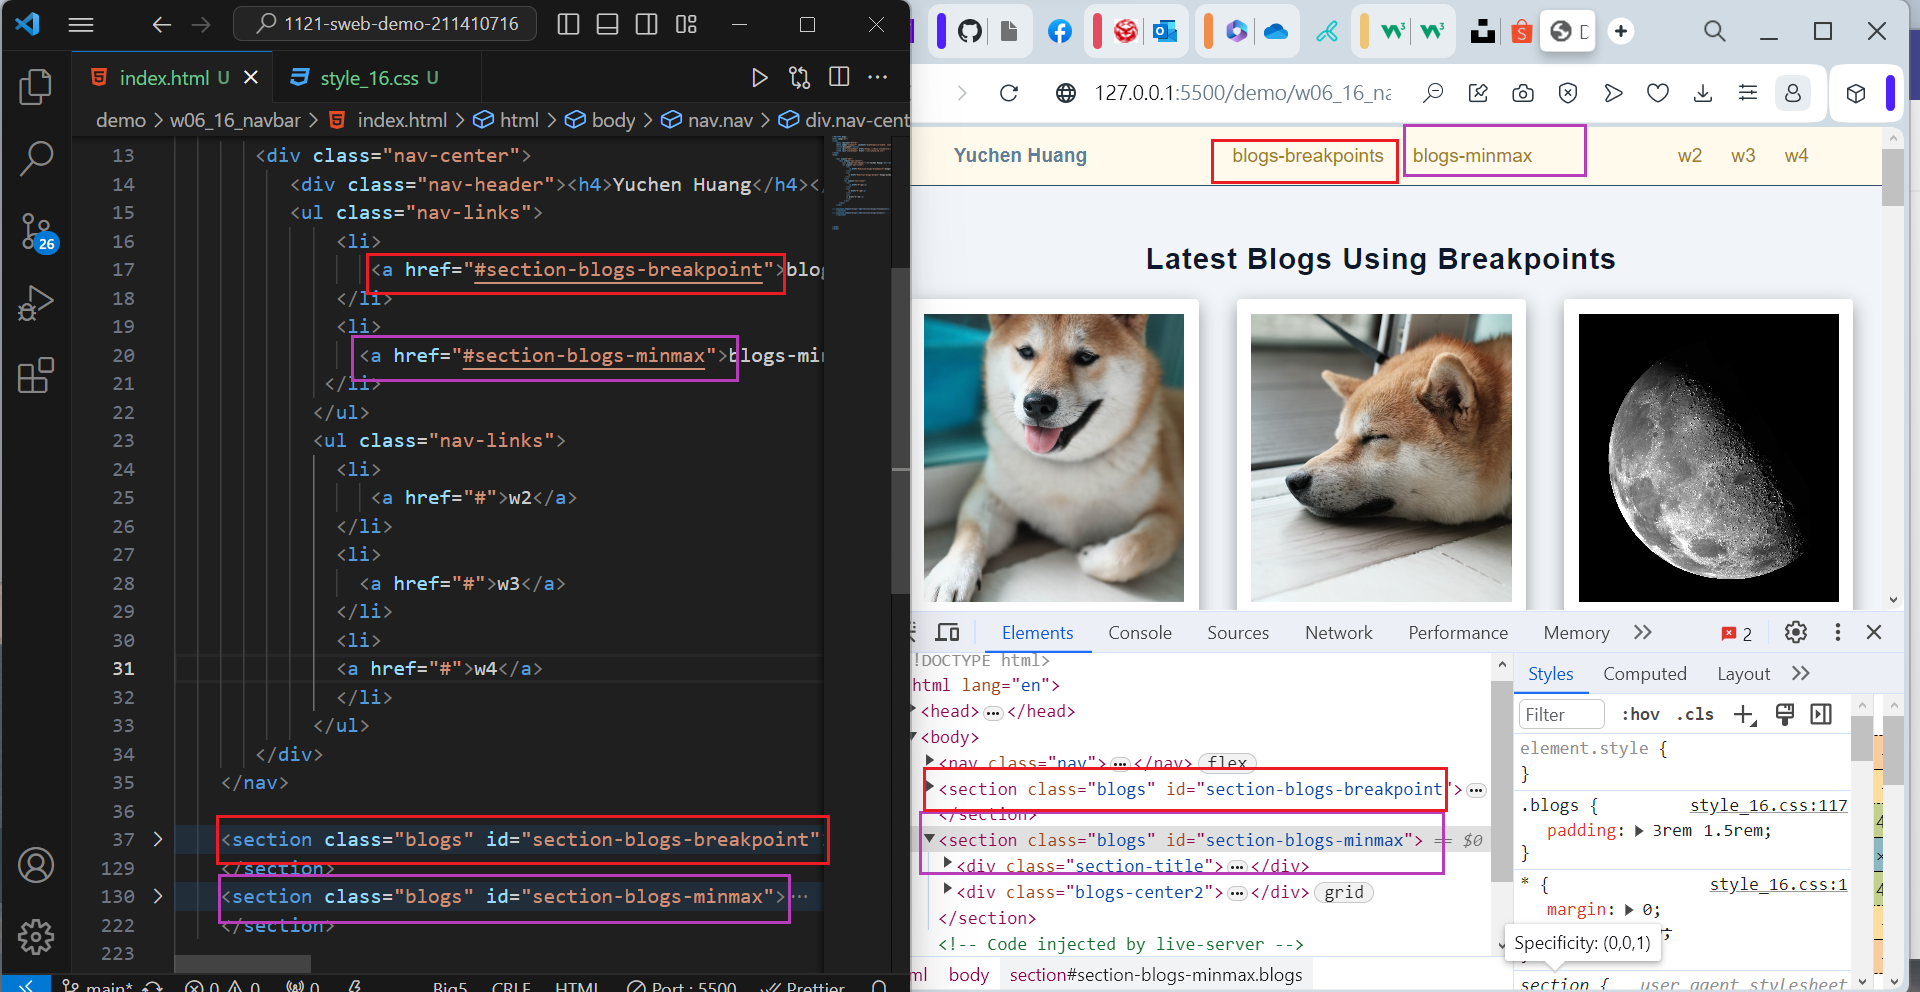 1121-sweb-demo-211410716
index.html U
style_16.css U
demo > w06_16_navbar > index.html > html > body > nav.nav > div.nav-cent
13 <div class="nav-center">
14 <div class="nav-header"><h4>Yuchen Huang</h4></
15 <ul class="nav-links">
16 <li>
17 <a href="#section-blogs-breakpoint">blog
18 </li>
19 <li>
20 <a href="#section-blogs-minmax">blogs-min
21 </li>
22 </ul>
23 <ul class="nav-links">
24 <li>
25 <a href="#">w2</a>
26 </li>
27 <li>
28 <a href="#">w3</a>
29 </li>
30 <li>
31 <a href="#">w4</a>
32 </li>
33 </ul>
34 </div>
35 </nav>
36
37 <section class="blogs" id="section-blogs-breakpoint"
129 </section>
130 <section class="blogs" id="section-blogs-minmax">…
222 </section>
223
26
main* 0 0 0 Big5 CRLF HTML Port : 5500 Prettier
127.0.0.1:5500/demo/w06_16_na
Yuchen Huang blogs-breakpoints blogs-minmax w2 w3 w4
Latest Blogs Using Breakpoints
Elements Console Sources Network Performance Memory 2
!DOCTYPE html>
html lang="en">
<head> … </head>
<body>
<nav class="nav"> … </nav> flex
<section class="blogs" id="section-blogs-breakpoint"> …
</section>
<section class="blogs" id="section-blogs-minmax"> == $0
<div class="section-title"> … </div>
<div class="blogs-center2"> … </div> grid
</section>
<!-- Code injected by live-server -->
ml body section#section-blogs-minmax.blogs
Styles Computed Layout
Filter :hov .cls
element.style {
}
.blogs { style_16.css:117
padding: 3rem 1.5rem;
}
* { style_16.css:1
margin: 0;
Specificity: (0,0,1)
section { user agent stylesheet